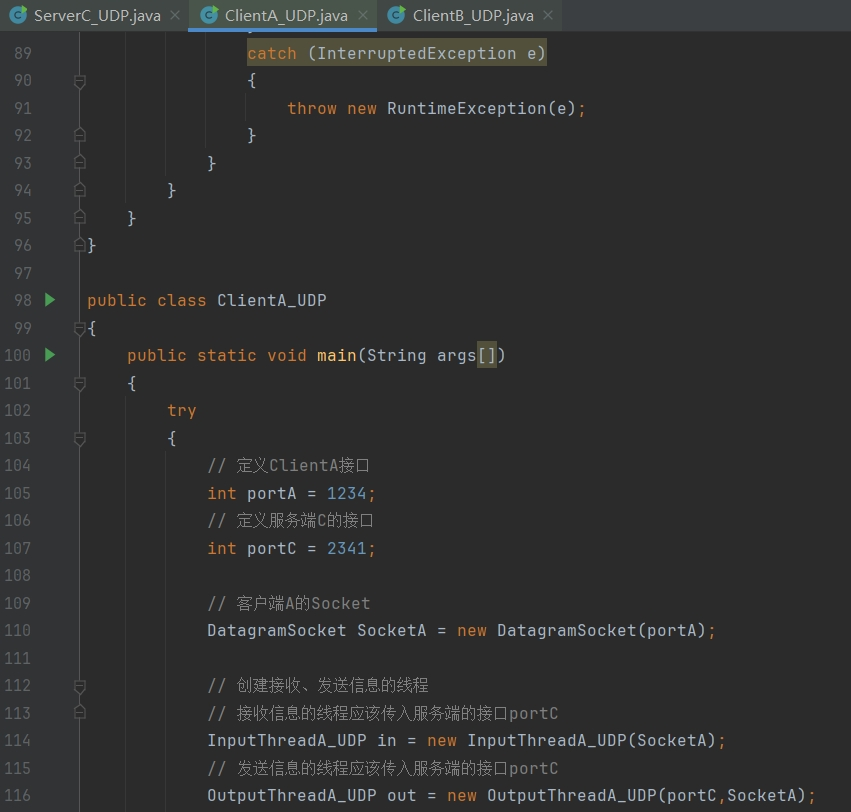 ServerC_UDP.java ClientA_UDP.java ClientB_UDP.java
89 catch (InterruptedException e)
90 {
91 throw new RuntimeException(e);
92 }
93 }
94 }
95 }
96 }
97
98 public class ClientA_UDP
99 {
100 public static void main(String args[])
101 {
102 try
103 {
104 // 定义ClientA接口
105 int portA = 1234;
106 // 定义服务端C的接口
107 int portC = 2341;
108
109 // 客户端A的Socket
110 DatagramSocket SocketA = new DatagramSocket(portA);
111
112 // 创建接收、发送信息的线程
113 // 接收信息的线程应该传入服务端的接口portC
114 InputThreadA_UDP in = new InputThreadA_UDP(SocketA);
115 // 发送信息的线程应该传入服务端的接口portC
116 OutputThreadA_UDP out = new OutputThreadA_UDP(portC,SocketA);